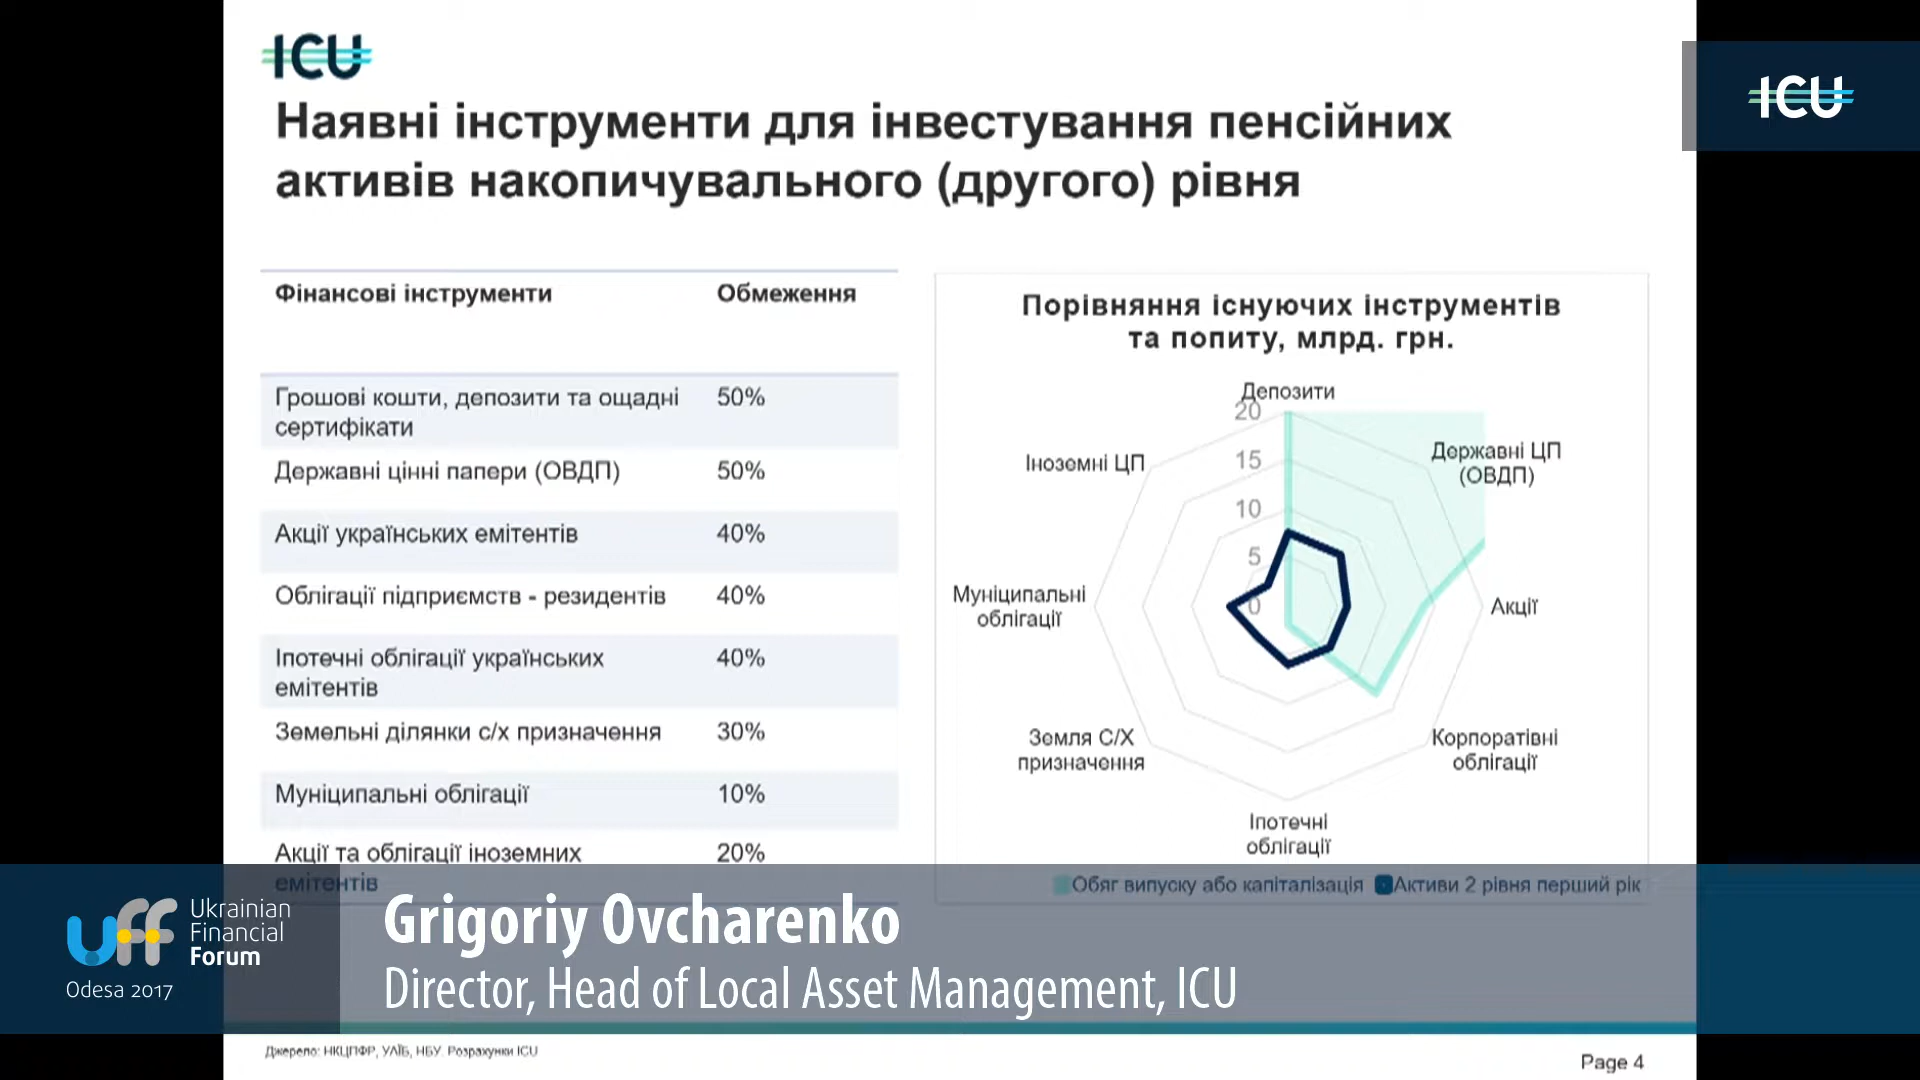 ICU
ICU
Наявні інструменти для інвестування пенсійних
активів накопичувального (другого) рівня
Фінансові інструменти Обмеження
Грошові кошти, депозити та ощадні 50%
сертифікати
Державні цінні папери (ОВДП) 50%
Акції українських емітентів 40%
Облігації підприємств - резидентів 40%
Іпотечні облігації українських 40%
емітентів
Земельні ділянки с/х призначення 30%
Муніципальні облігації 10%
Акції та облігації іноземних 20%
емітентів
Порівняння існуючих інструментів
та попиту, млрд. грн.
Депозити
20
15
10
5
0
Державні ЦП
(ОВДП)
Акції
Корпоратівні
облігації
Іпотечні
облігації
Земля С/Х
призначення
Муніципальні
облігації
Іноземні ЦП
Обяг випуску або капіталізація Активи 2 рівня перший рік
uff
Ukrainian
Financial
Forum
Odesa 2017
Grigoriy Ovcharenko
Director, Head of Local Asset Management, ICU
Джерело: НКЦПФР, УАІБ, НБУ. Розрахунки ICU
Page 4